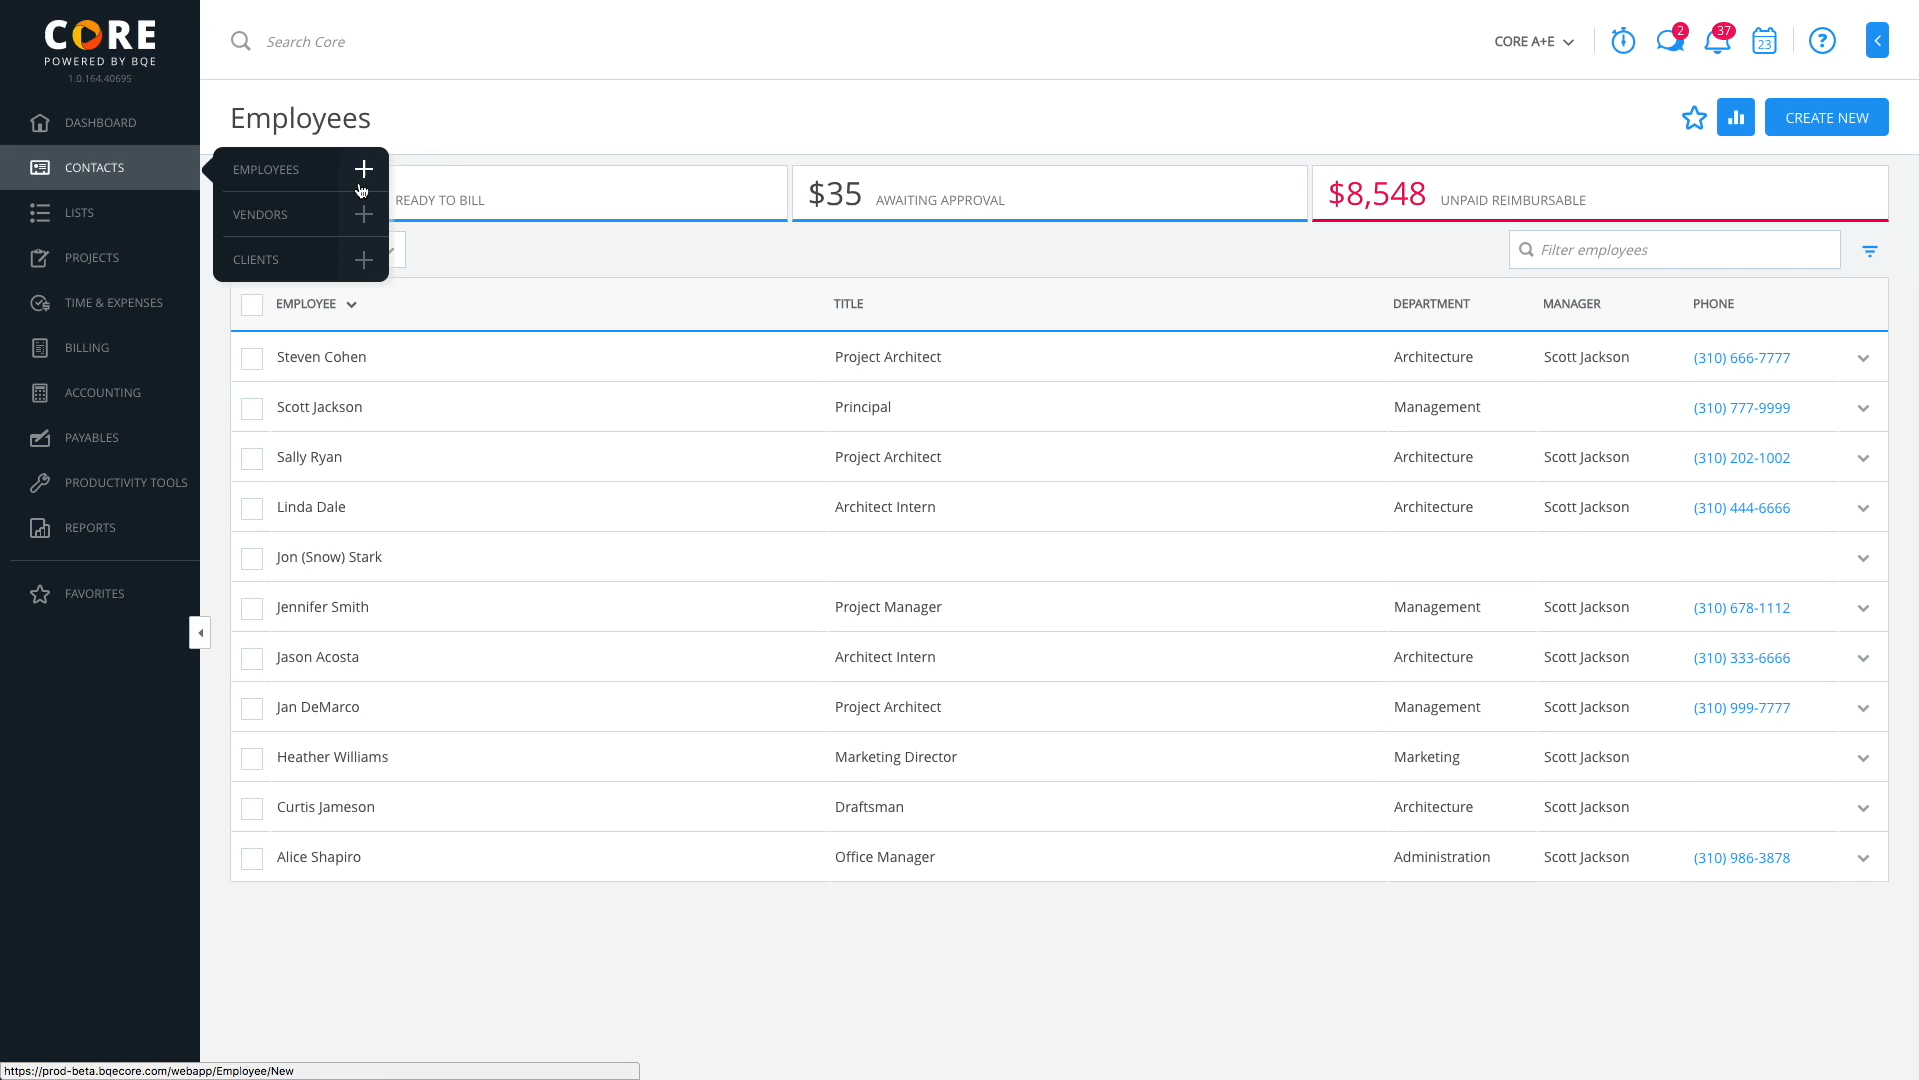 CORE
POWERED BY BQE
1.0.164.40695
Search Core
CORE A+E
2
37
23
?
DASHBOARD
CONTACTS
LISTS
PROJECTS
TIME & EXPENSES
BILLING
ACCOUNTING
PAYABLES
PRODUCTIVITY TOOLS
REPORTS
FAVORITES
EMPLOYEES
VENDORS
CLIENTS
Employees
CREATE NEW
READY TO BILL
$35 AWAITING APPROVAL
$8,548 UNPAID REIMBURSABLE
Filter employees
EMPLOYEE TITLE DEPARTMENT MANAGER PHONE
Steven Cohen Project Architect Architecture Scott Jackson (310) 666-7777
Scott Jackson Principal Management (310) 777-9999
Sally Ryan Project Architect Architecture Scott Jackson (310) 202-1002
Linda Dale Architect Intern Architecture Scott Jackson (310) 444-6666
Jon (Snow) Stark
Jennifer Smith Project Manager Management Scott Jackson (310) 678-1112
Jason Acosta Architect Intern Architecture Scott Jackson (310) 333-6666
Jan DeMarco Project Architect Management Scott Jackson (310) 999-7777
Heather Williams Marketing Director Marketing Scott Jackson
Curtis Jameson Draftsman Architecture Scott Jackson
Alice Shapiro Office Manager Administration Scott Jackson (310) 986-3878
https://prod-beta.bqecore.com/webapp/Employee/New